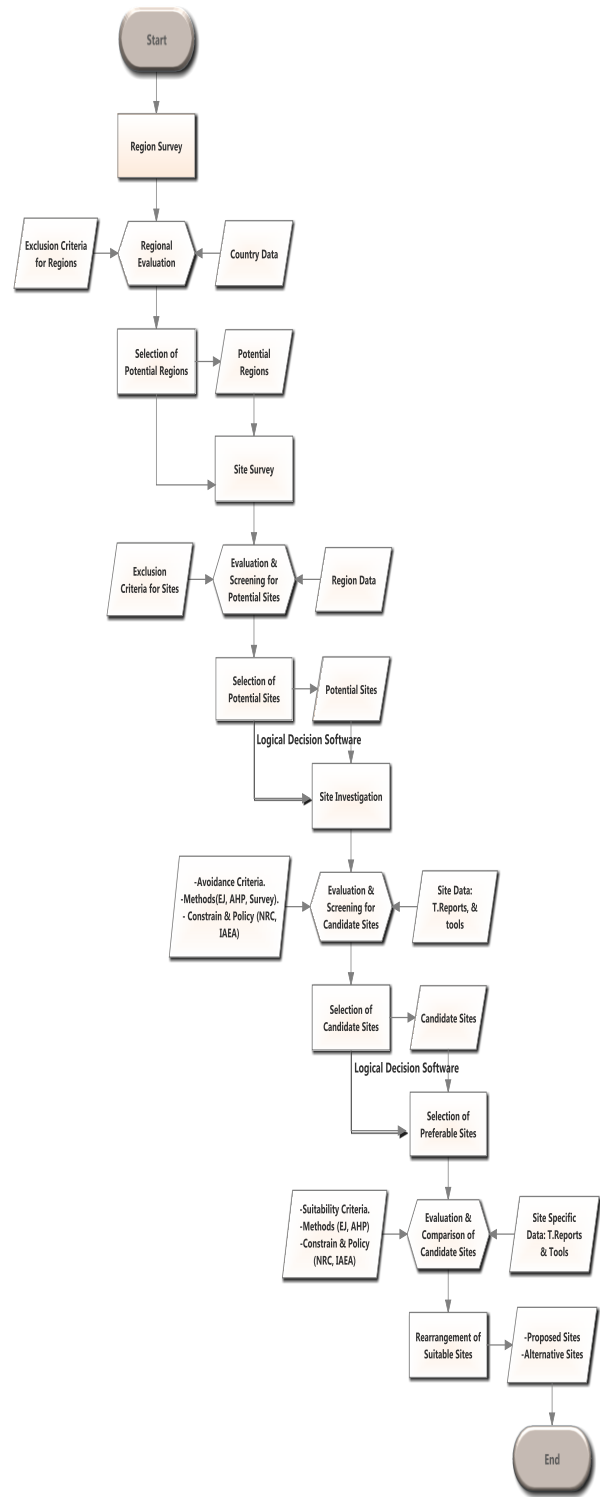 Start
Region Survey
Exclusion Criteria
for Regions
Regional
Evaluation
Country Data
Selection of
Potential Regions
Potential
Regions
Site Survey
Exclusion
Criteria for Sites
Evaluation &
Screening for
Potential Sites
Region Data
Selection of
Potential Sites
Potential Sites
Logical Decision Software
Site Investigation
-Avoidance Criteria.
-Methods(EJ, AHP, Survey).
- Constrain & Policy (NRC,
IAEA)
Evaluation &
Screening for
Candidate Sites
Site Data:
T.Reports, &
tools
Selection of
Candidate Sites
Candidate Sites
Logical Decision Software
Selection of
Preferable Sites
-Suitability Criteria.
-Methods (EJ, AHP)
-Constrain & Policy
(NRC, IAEA)
Evaluation &
Comparison of
Candidate Sites
Site Specific
Data: T.Reports
& Tools
Rearrangement of
Suitable Sites
-Proposed Sites
-Alternative Sites
End